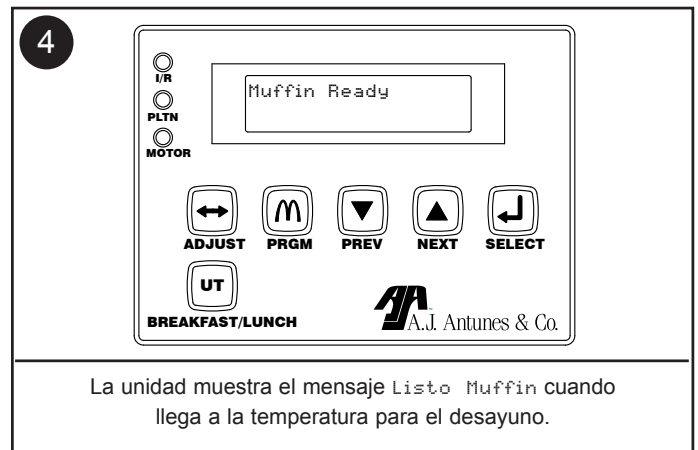 4
I/R
PLTN
MOTOR
Muffin Ready
ADJUST PRGM PREV NEXT SELECT
UT
BREAKFAST/LUNCH
A.J. Antunes & Co.
La unidad muestra el mensaje Listo Muffin cuando
llega a la temperatura para el desayuno.